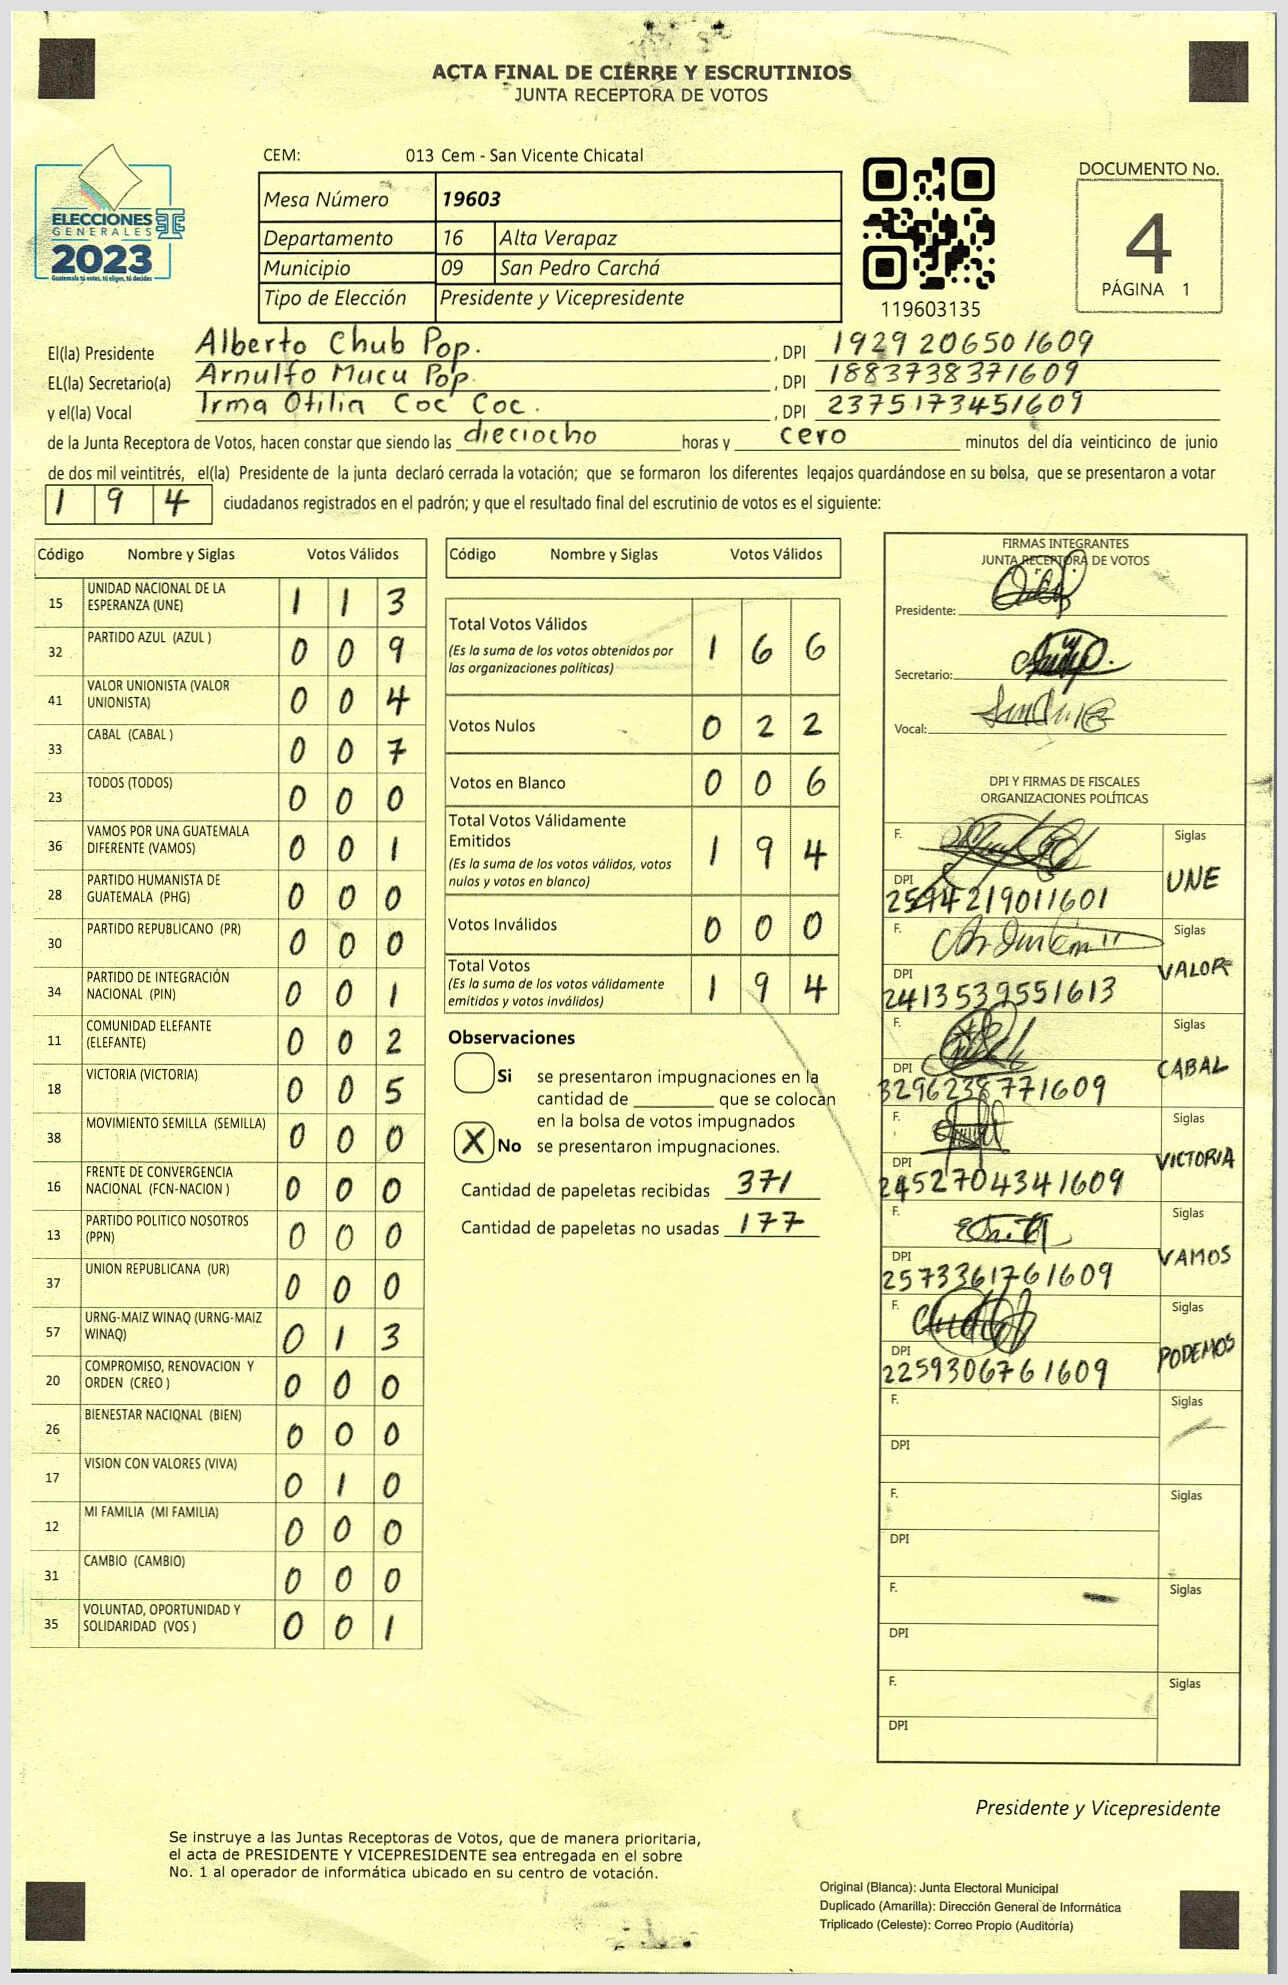 ACTA FINAL DE CIERRE Y ESCRUTINIOS
JUNTA RECEPTORA DE VOTOS
ELECCIONES
GENERALES
2023
Guatemala tú votas, tú eliges, tú decides
CEM: 013 Cem - San Vicente Chicatal
Mesa Número 19603
Departamento 16 Alta Verapaz
Municipio 09 San Pedro Carchá
Tipo de Elección Presidente y Vicepresidente
119603135
DOCUMENTO No.
4
PÁGINA 1
El(la) Presidente Alberto Chub Pop. , DPI 1929 20650 1609
EL(la) Secretario(a) Arnulfo Mucu Pop. , DPI 1883738371609
y el(la) Vocal Irma Otilia Coc Coc. , DPI 2375173451609
de la Junta Receptora de Votos, hacen constar que siendo las dieciocho horas y cero minutos del día veinticinco de junio
de dos mil veintitrés, el(la) Presidente de la junta declaró cerrada la votación; que se formaron los diferentes legajos guardándose en su bolsa, que se presentaron a votar
1 9 4 ciudadanos registrados en el padrón; y que el resultado final del escrutinio de votos es el siguiente:
Código Nombre y Siglas Votos Válidos
15 UNIDAD NACIONAL DE LA ESPERANZA (UNE) 1 1 3
32 PARTIDO AZUL (AZUL ) 0 0 9
41 VALOR UNIONISTA (VALOR UNIONISTA) 0 0 4
33 CABAL (CABAL ) 0 0 7
23 TODOS (TODOS) 0 0 0
36 VAMOS POR UNA GUATEMALA DIFERENTE (VAMOS) 0 0 1
28 PARTIDO HUMANISTA DE GUATEMALA (PHG) 0 0 0
30 PARTIDO REPUBLICANO (PR) 0 0 0
34 PARTIDO DE INTEGRACIÓN NACIONAL (PIN) 0 0 1
11 COMUNIDAD ELEFANTE (ELEFANTE) 0 0 2
18 VICTORIA (VICTORIA) 0 0 5
38 MOVIMIENTO SEMILLA (SEMILLA) 0 0 0
16 FRENTE DE CONVERGENCIA NACIONAL (FCN-NACION ) 0 0 0
13 PARTIDO POLITICO NOSOTROS (PPN) 0 0 0
37 UNION REPUBLICANA (UR) 0 0 0
57 URNG-MAIZ WINAQ (URNG-MAIZ WINAQ) 0 1 3
20 COMPROMISO, RENOVACION Y ORDEN (CREO ) 0 0 0
26 BIENESTAR NACIONAL (BIEN) 0 0 0
17 VISION CON VALORES (VIVA) 0 1 0
12 MI FAMILIA (MI FAMILIA) 0 0 0
31 CAMBIO (CAMBIO) 0 0 0
35 VOLUNTAD, OPORTUNIDAD Y SOLIDARIDAD (VOS ) 0 0 1
Código Nombre y Siglas Votos Válidos
Total Votos Válidos 1 6 6
(Es la suma de los votos obtenidos por
las organizaciones políticas)
Votos Nulos 0 2 2
Votos en Blanco 0 0 6
Total Votos Válidamente
Emitidos 1 9 4
(Es la suma de los votos válidos, votos
nulos y votos en blanco)
Votos Inválidos 0 0 0
Total Votos 1 9 4
(Es la suma de los votos válidamente
emitidos y votos inválidos)
Observaciones
Si se presentaron impugnaciones en la
cantidad de ________ que se colocan
en la bolsa de votos impugnados
X No se presentaron impugnaciones.
Cantidad de papeletas recibidas 371
Cantidad de papeletas no usadas 177
FIRMAS INTEGRANTES
JUNTA RECEPTORA DE VOTOS
Presidente:
Secretario:
Vocal:
DPI Y FIRMAS DE FISCALES
ORGANIZACIONES POLÍTICAS
F. Siglas
DPI UNE
2594219011601
F. Siglas
DPI VALOR
2413539551613
F. Siglas
DPI CABAL
3296238771609
F. Siglas
DPI VICTORIA
2452704341609
F. Siglas
DPI VAMOS
2573361761609
F. Siglas
DPI PODEMOS
2259306761609
F. Siglas
DPI
F. Siglas
DPI
F. Siglas
DPI
F. Siglas
DPI
Presidente y Vicepresidente
Se instruye a las Juntas Receptoras de Votos, que de manera prioritaria,
el acta de PRESIDENTE Y VICEPRESIDENTE sea entregada en el sobre
No. 1 al operador de informática ubicado en su centro de votación.
Original (Blanca): Junta Electoral Municipal
Duplicado (Amarilla): Dirección General de Informática
Triplicado (Celeste): Correo Propio (Auditoría)